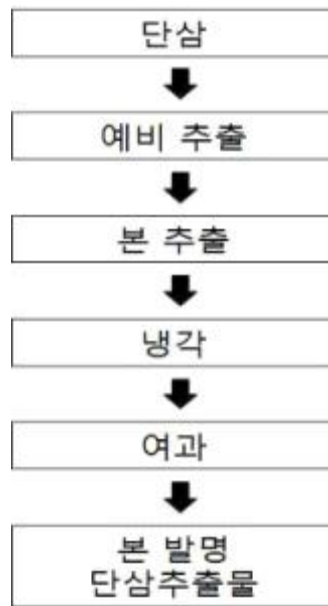 단삼
예비 추출
본 추출
냉각
여과
본 발명
단삼추출물